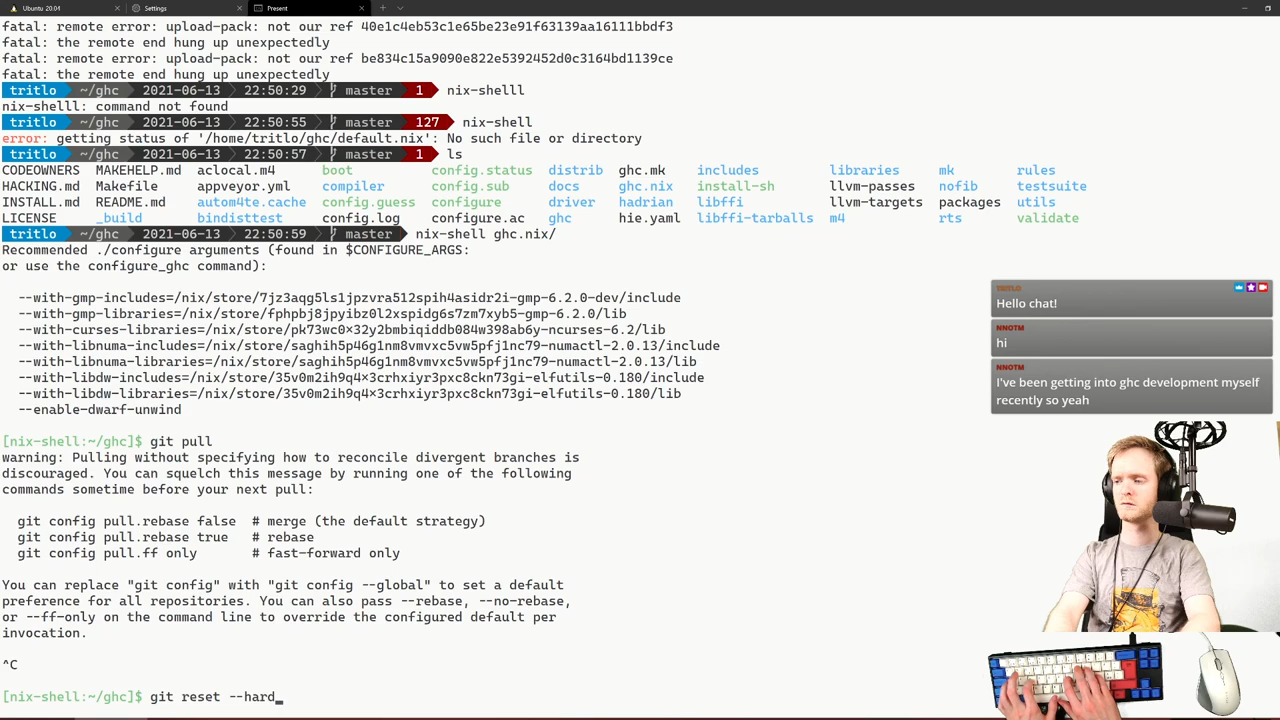 Ubuntu 20.04
Settings
Present
fatal: remote error: upload-pack: not our ref 40e1c4eb53c1e65be23e91f63139aa16111bbdf3
fatal: the remote end hung up unexpectedly
fatal: remote error: upload-pack: not our ref be834c15a9090e822e5392452d0c3164bd1139ce
fatal: the remote end hung up unexpectedly
tritlo ~/ghc 2021-06-13 22:50:29 master 1 nix-shelll
nix-shelll: command not found
tritlo ~/ghc 2021-06-13 22:50:55 master 127 nix-shell
error: getting status of '/home/tritlo/ghc/default.nix': No such file or directory
tritlo ~/ghc 2021-06-13 22:50:57 master 1 ls
CODEOWNERS MAKEHELP.md aclocal.m4 boot config.status distrib ghc.mk includes libraries mk rules
HACKING.md Makefile appveyor.yml compiler config.sub docs ghc.nix install-sh llvm-passes nofib testsuite
INSTALL.md README.md autom4te.cache config.guess configure driver hadrian libffi llvm-targets packages utils
LICENSE _build bindisttest config.log configure.ac ghc hie.yaml libffi-tarballs m4 rts validate
tritlo ~/ghc 2021-06-13 22:50:59 master nix-shell ghc.nix/
Recommended ./configure arguments (found in $CONFIGURE_ARGS:
or use the configure_ghc command):
--with-gmp-includes=/nix/store/7jz3aqg5ls1jpzvra512spih4asidr2i-gmp-6.2.0-dev/include
--with-gmp-libraries=/nix/store/fphpbj8jpyibz0l2xspidg6s7zm7xyb5-gmp-6.2.0/lib
--with-curses-libraries=/nix/store/pk73wc0×32y2bmbiqiddb084w398ab6y-ncurses-6.2/lib
--with-libnuma-includes=/nix/store/saghih5p46g1nm8vmvxc5vw5pfj1nc79-numactl-2.0.13/include
--with-libnuma-libraries=/nix/store/saghih5p46g1nm8vmvxc5vw5pfj1nc79-numactl-2.0.13/lib
--with-libdw-includes=/nix/store/35v0m2ih9q4×3crhxiyr3pxc8ckn73gi-elfutils-0.180/include
--with-libdw-libraries=/nix/store/35v0m2ih9q4×3crhxiyr3pxc8ckn73gi-elfutils-0.180/lib
--enable-dwarf-unwind
[nix-shell:~/ghc]$ git pull
warning: Pulling without specifying how to reconcile divergent branches is
discouraged. You can squelch this message by running one of the following
commands sometime before your next pull:
git config pull.rebase false # merge (the default strategy)
git config pull.rebase true # rebase
git config pull.ff only # fast-forward only
You can replace "git config" with "git config --global" to set a default
preference for all repositories. You can also pass --rebase, --no-rebase,
or --ff-only on the command line to override the configured default per
invocation.
^C
[nix-shell:~/ghc]$ git reset --hard_
TRITLO
Hello chat!
NNOTM
hi
NNOTM
I've been getting into ghc development myself
recently so yeah